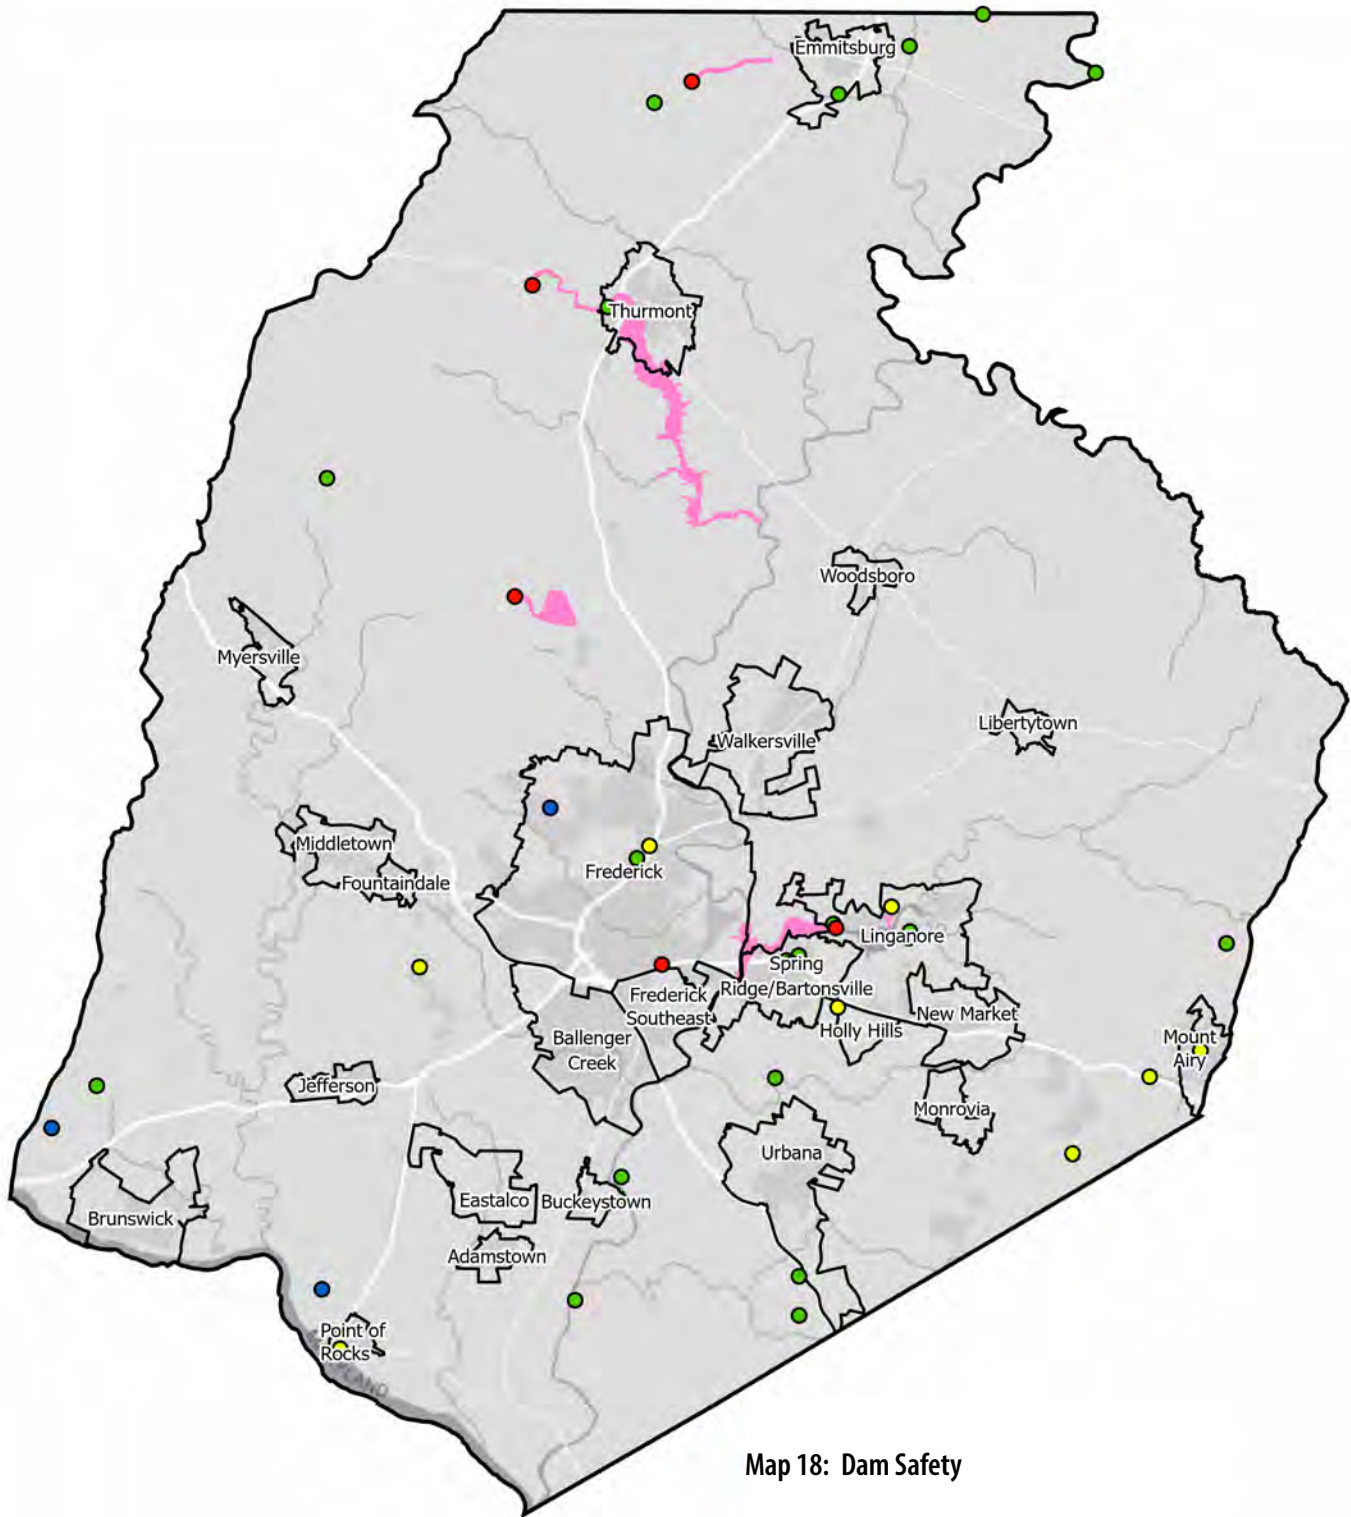 Emmitsburg
Thurmont
Woodsboro
Myersville
Libertytown
Walkersville
Middletown
Fountaindale
Frederick
Linganore
Spring
Ridge/Bartonsville
Frederick
Southeast
New Market
Holly Hills
Mount
Airy
Ballenger
Creek
Jefferson
Monrovia
Urbana
Eastalco
Buckeystown
Brunswick
Adamstown
Point of
Rocks
Map 18: Dam Safety